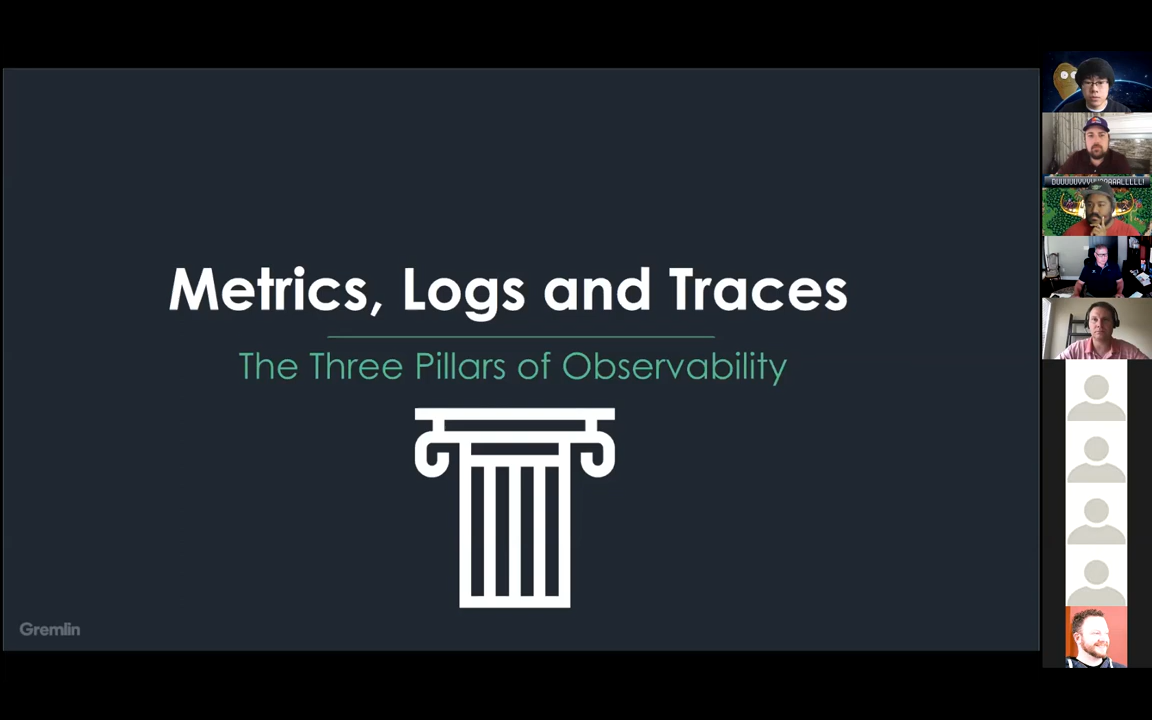 Metrics, Logs and Traces
The Three Pillars of Observability
Gremlin